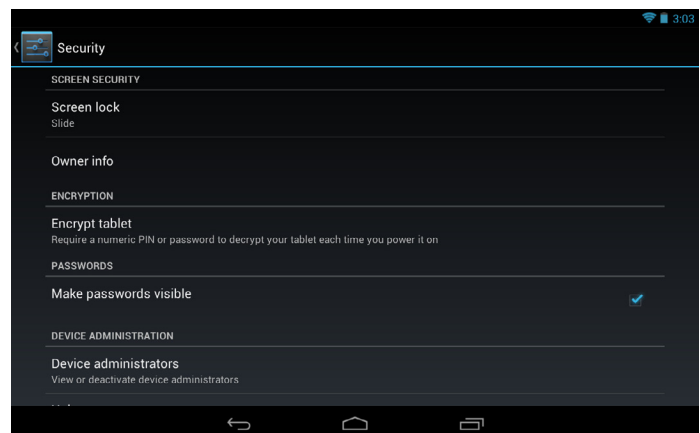 3:03
Security
SCREEN SECURITY
Screen lock
Slide
Owner info
ENCRYPTION
Encrypt tablet
Require a numeric PIN or password to decrypt your tablet each time you power it on
PASSWORDS
Make passwords visible
DEVICE ADMINISTRATION
Device administrators
View or deactivate device administrators